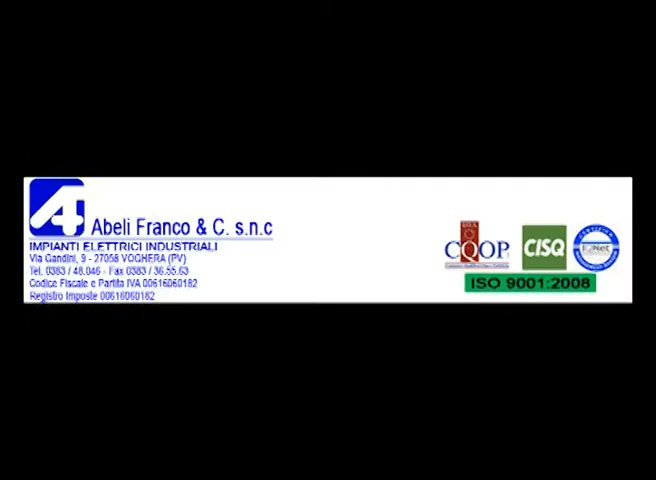 Abeli Franco & C. s.n.c
IMPIANTI ELETTRICI INDUSTRIALI
Via Gandini, 9 - 27058 VOGHERA (PV)
Tel. 0383 / 48.046 - Fax 0383 / 36.55.63
Codice Fiscale e Partita IVA 00616060182
Registro Imposte 00616060182
CQOP
CISQ
IQNet
ISO 9001:2008